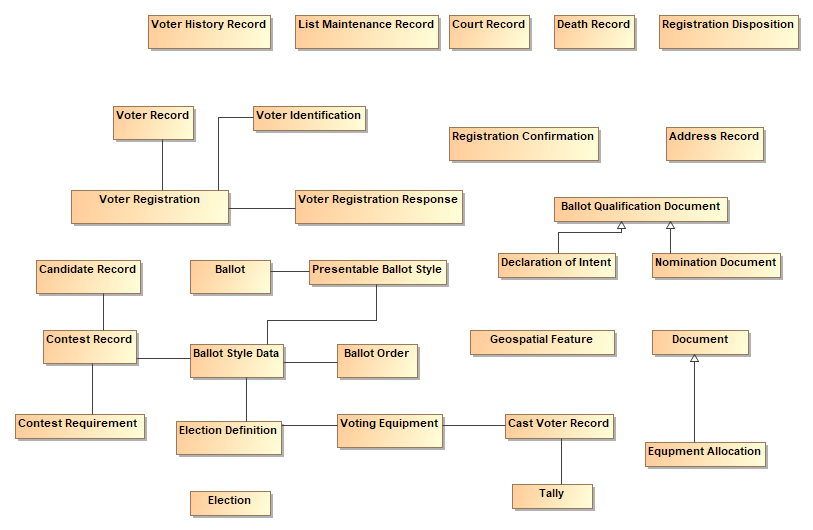 Voter History Record
List Maintenance Record
Court Record
Death Record
Registration Disposition
Voter Record
Voter Identification
Registration Confirmation
Address Record
Voter Registration
Voter Registration Response
Ballot Qualification Document
Declaration of Intent
Nomination Document
Candidate Record
Ballot
Presentable Ballot Style
Contest Record
Ballot Style Data
Ballot Order
Geospatial Feature
Document
Contest Requirement
Election Definition
Voting Equipment
Cast Voter Record
Equpment Allocation
Election
Tally